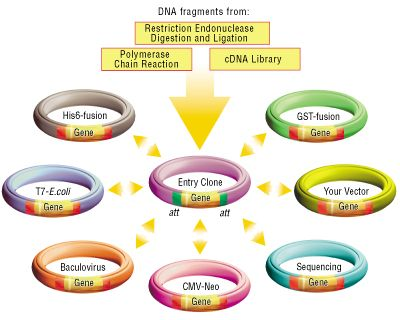 DNA fragments from:
Restriction Endonuclease
Digestion and Ligation
Polymerase
Chain Reaction
cDNA Library
His6-fusion
Gene
GST-fusion
Gene
T7-E.coli
Gene
Entry Clone
Gene
att att
Your Vector
Gene
Baculovirus
Gene
CMV-Neo
Gene
Sequencing
Gene